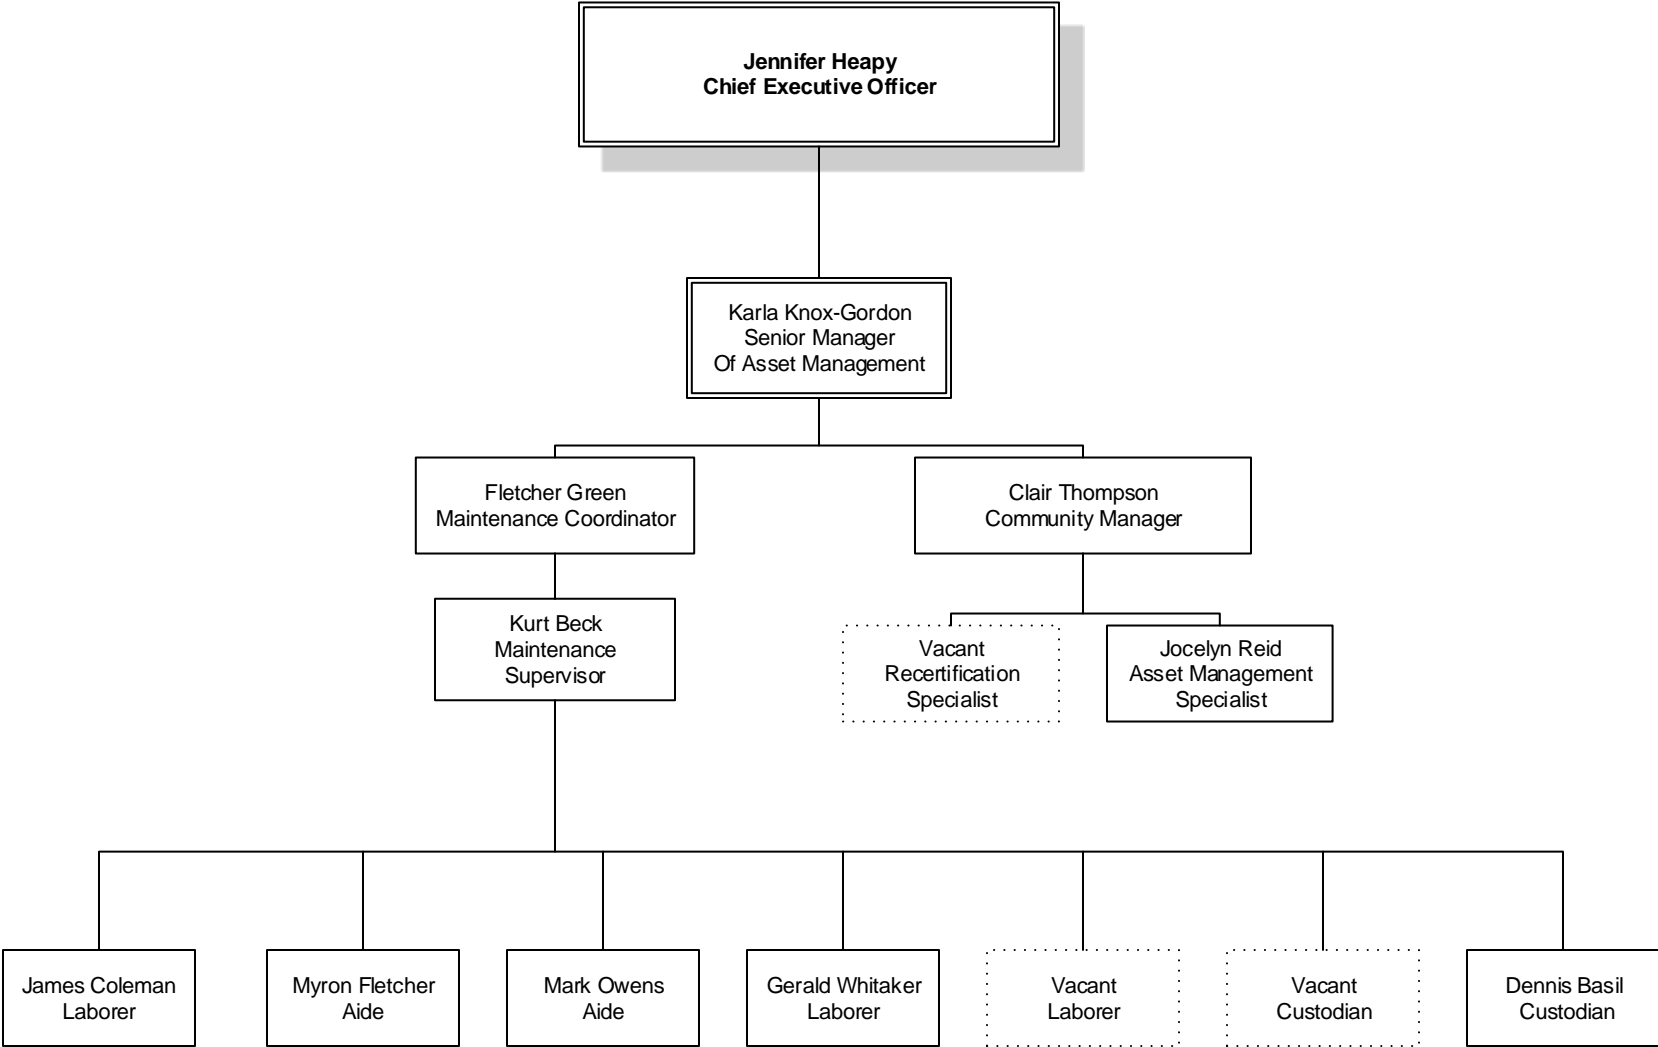 Jennifer Heapy
Chief Executive Officer
Karla Knox-Gordon
Senior Manager
Of Asset Management
Fletcher Green
Maintenance Coordinator
Clair Thompson
Community Manager
Kurt Beck
Maintenance
Supervisor
Vacant
Recertification
Specialist
Jocelyn Reid
Asset Management
Specialist
James Coleman
Laborer
Myron Fletcher
Aide
Mark Owens
Aide
Gerald Whitaker
Laborer
Vacant
Laborer
Vacant
Custodian
Dennis Basil
Custodian